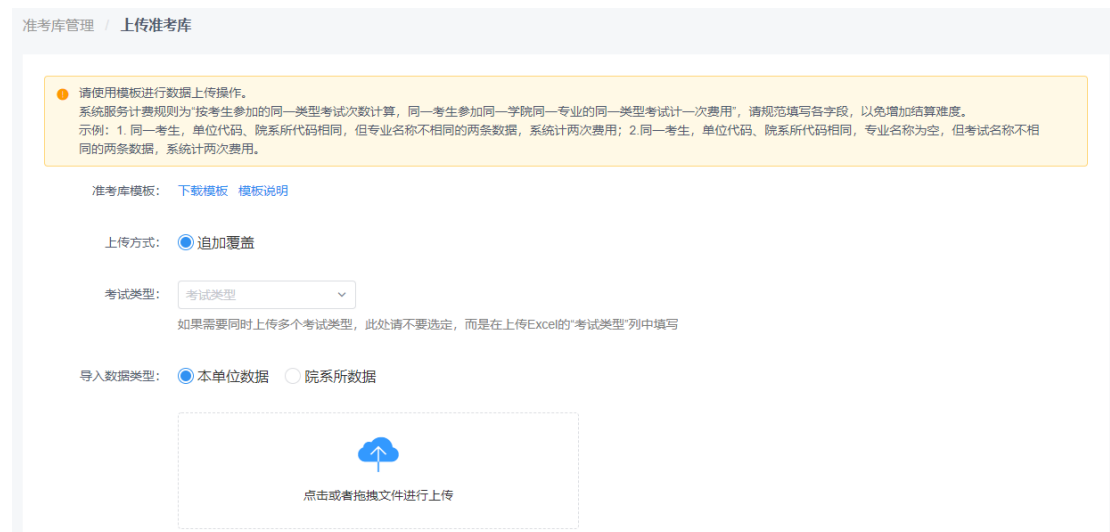 准考库管理 / 上传准考库
请使用模板进行数据上传操作。
系统服务计费规则为“按考生参加的同一类型考试次数计算，同一考生参加同一学院同一专业的同一类型考试计一次费用”，请规范填写各字段，以免增加结算难度。
示例：1. 同一考生，单位代码、院系所代码相同，但专业名称不相同的两条数据，系统计两次费用；2.同一考生，单位代码、院系所代码相同，专业名称为空，但考试名称不相
同的两条数据，系统计两次费用。
准考库模板： 下载模板 模板说明
上传方式： 追加覆盖
考试类型： 考试类型
如果需要同时上传多个考试类型，此处请不要选定，而是在上传Excel的“考试类型”列中填写
导入数据类型： 本单位数据 院系所数据
点击或者拖拽文件进行上传